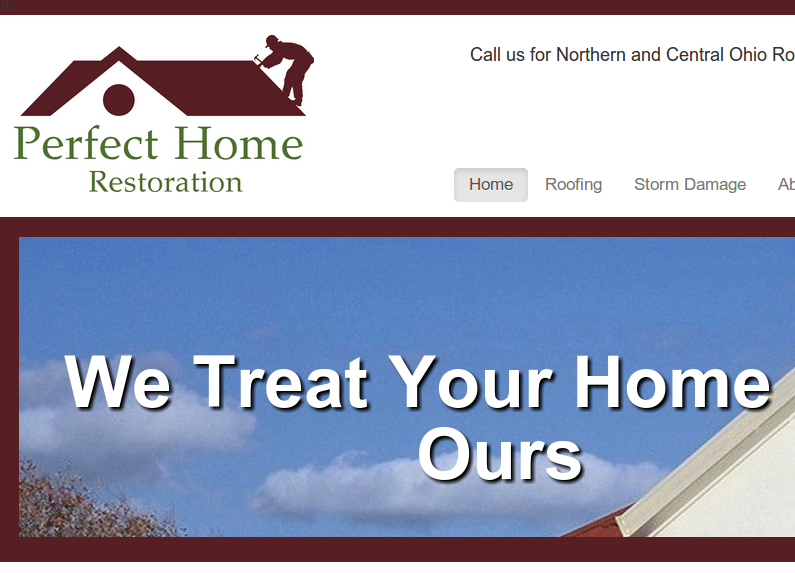 Call us for Northern and Central Ohio Ro
Perfect Home
Restoration
Home Roofing Storm Damage Ab
We Treat Your Home
Ours